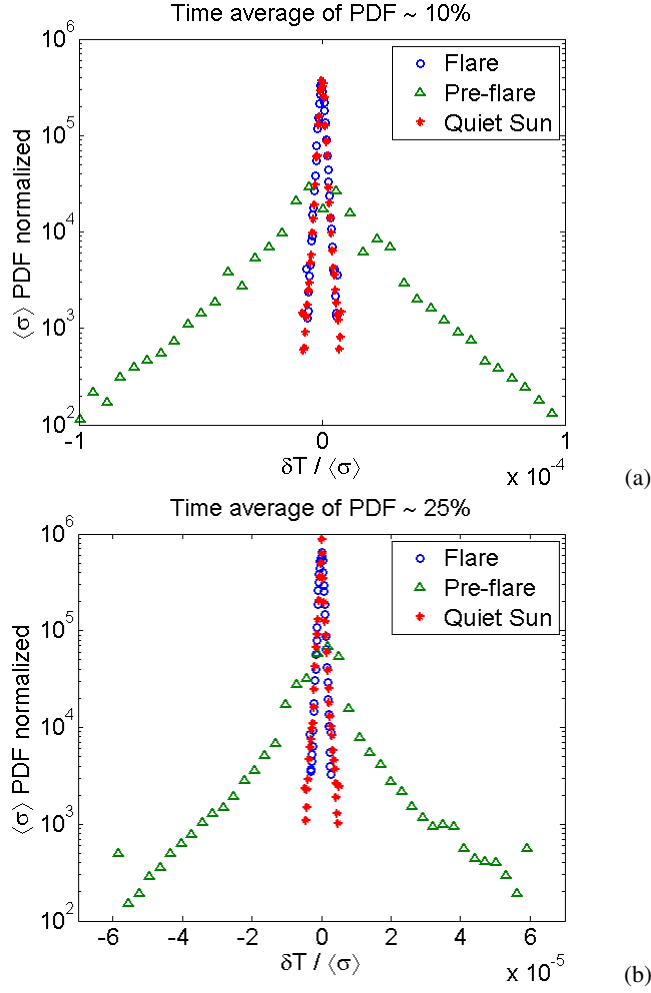 Time average of PDF ~ 10%
10^6
10^5
10^4
10^3
10^2
⟨σ⟩ PDF normalized
Flare
Pre-flare
Quiet Sun
-1 0 1
x 10^-4
δT / ⟨σ⟩
(a)
Time average of PDF ~ 25%
10^6
10^5
10^4
10^3
10^2
⟨σ⟩ PDF normalized
Flare
Pre-flare
Quiet Sun
-6 -4 -2 0 2 4 6
x 10^-5
δT / ⟨σ⟩
(b)